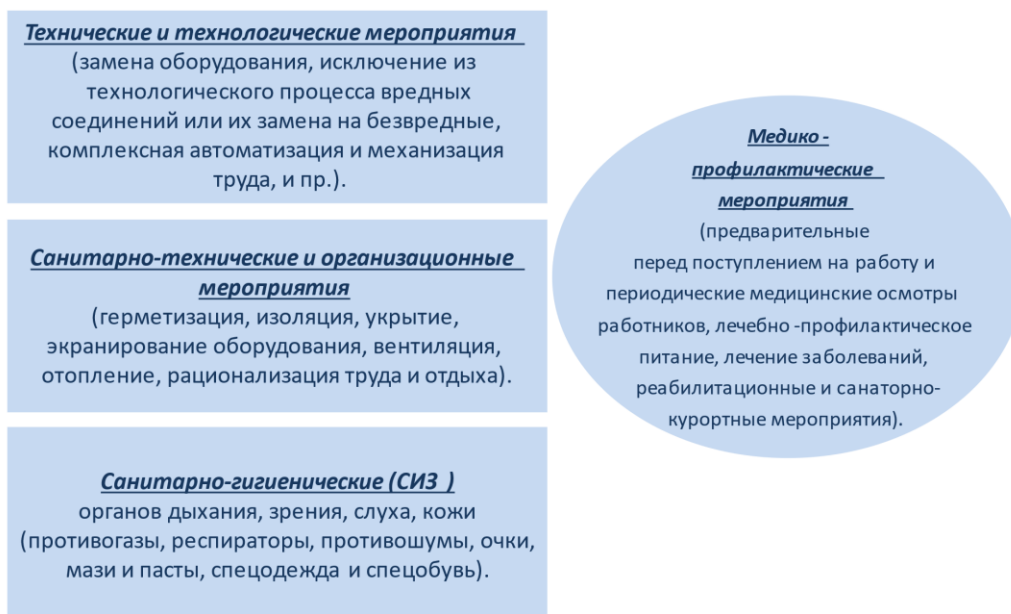 Технические и технологические мероприятия
(замена оборудования, исключение из
технологического процесса вредных
соединений или их замена на безвредные,
комплексная автоматизация и механизация
труда, и пр.).
Санитарно-технические и организационные
мероприятия
(герметизация, изоляция, укрытие,
экранирование оборудования, вентиляция,
отопление, рационализация труда и отдыха).
Санитарно-гигиенические (СИЗ )
органов дыхания, зрения, слуха, кожи
(противогазы, респираторы, противошумы, очки,
мази и пасты, спецодежда и спецобувь).
Медико -
профилактические
мероприятия
(предварительные
перед поступлением на работу и
периодические медицинские осмотры
работников, лечебно -профилактическое
питание, лечение заболеваний,
реабилитационные и санаторно-
курортные мероприятия).